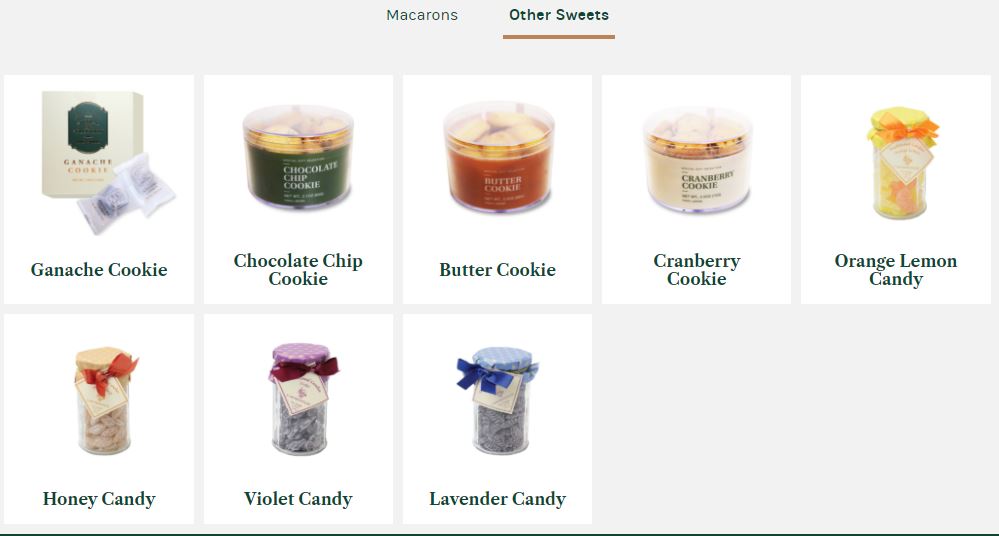 Macarons
Other Sweets
GANACHE
COOKIE
CHOCOLATE
CHIP
COOKIE
BUTTER
COOKIE
CRANBERRY
COOKIE
Ganache Cookie
Chocolate Chip
Cookie
Butter Cookie
Cranberry
Cookie
Orange Lemon
Candy
Honey Candy
Violet Candy
Lavender Candy